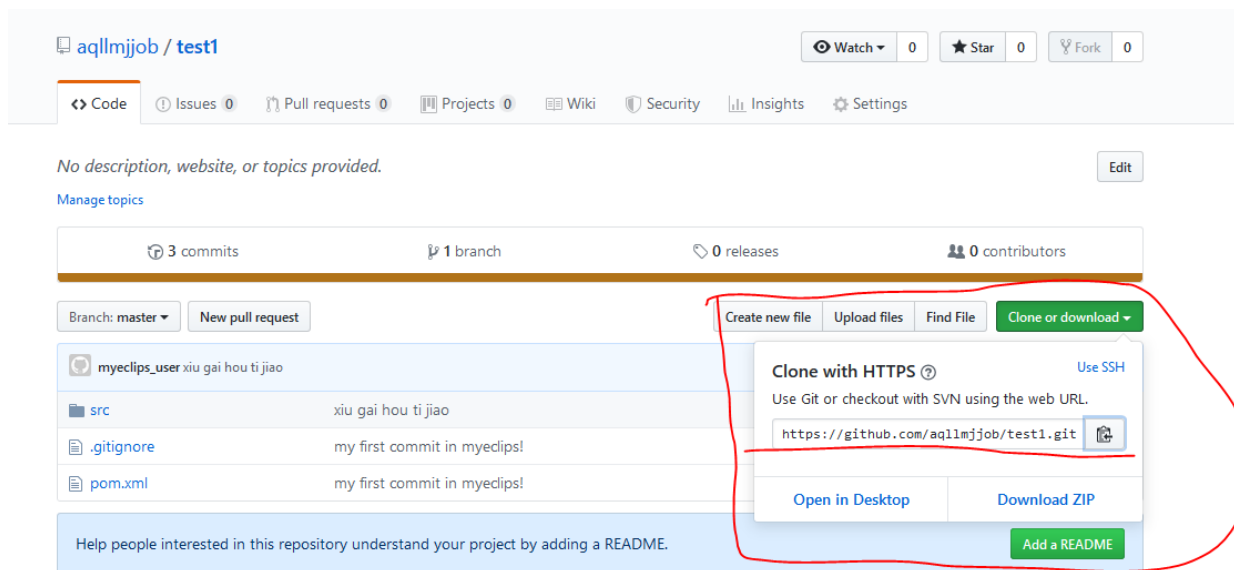 aqllmjjob / test1
Watch 0 Star 0 Fork 0
Code Issues 0 Pull requests 0 Projects 0 Wiki Security Insights Settings
No description, website, or topics provided. Edit
Manage topics
3 commits 1 branch 0 releases 0 contributors
Branch: master New pull request Create new file Upload files Find File Clone or download
myeclips_user xiu gai hou ti jiao
Clone with HTTPS ? Use SSH
Use Git or checkout with SVN using the web URL.
https://github.com/aqllmjjob/test1.git
src xiu gai hou ti jiao
.gitignore my first commit in myeclips!
pom.xml my first commit in myeclips!
Open in Desktop Download ZIP
Help people interested in this repository understand your project by adding a README. Add a README